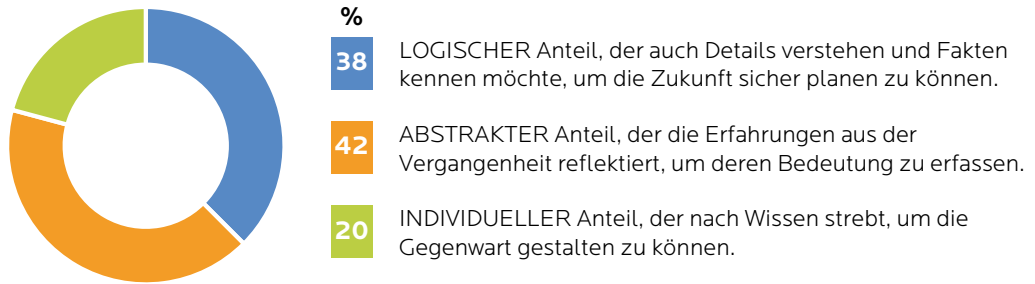 %
38
LOGISCHER Anteil, der auch Details verstehen und Fakten
kennen möchte, um die Zukunft sicher planen zu können.
42
ABSTRAKTER Anteil, der die Erfahrungen aus der
Vergangenheit reflektiert, um deren Bedeutung zu erfassen.
20
INDIVIDUELLER Anteil, der nach Wissen strebt, um die
Gegenwart gestalten zu können.